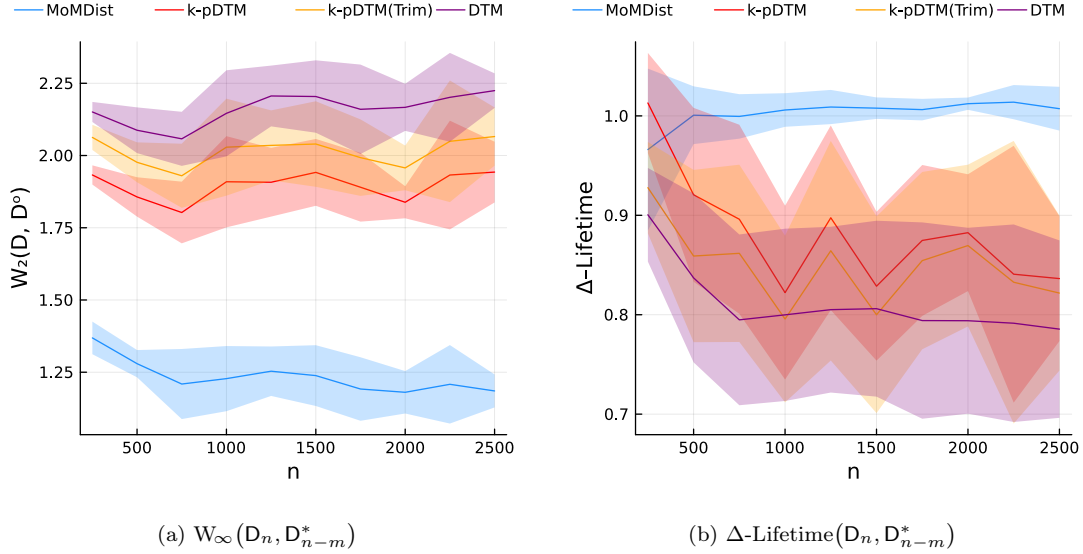 MoMDist k-pDTM k-pDTM(Trim) DTM
W₂(D, Dᵒ)
2.25
2.00
1.75
1.50
1.25
500 1000 1500 2000 2500
n
(a) W∞(Dₙ, D*ₙ₋ₘ)
MoMDist k-pDTM k-pDTM(Trim) DTM
Δ-Lifetime
1.0
0.9
0.8
0.7
500 1000 1500 2000 2500
n
(b) Δ-Lifetime(Dₙ, D*ₙ₋ₘ)